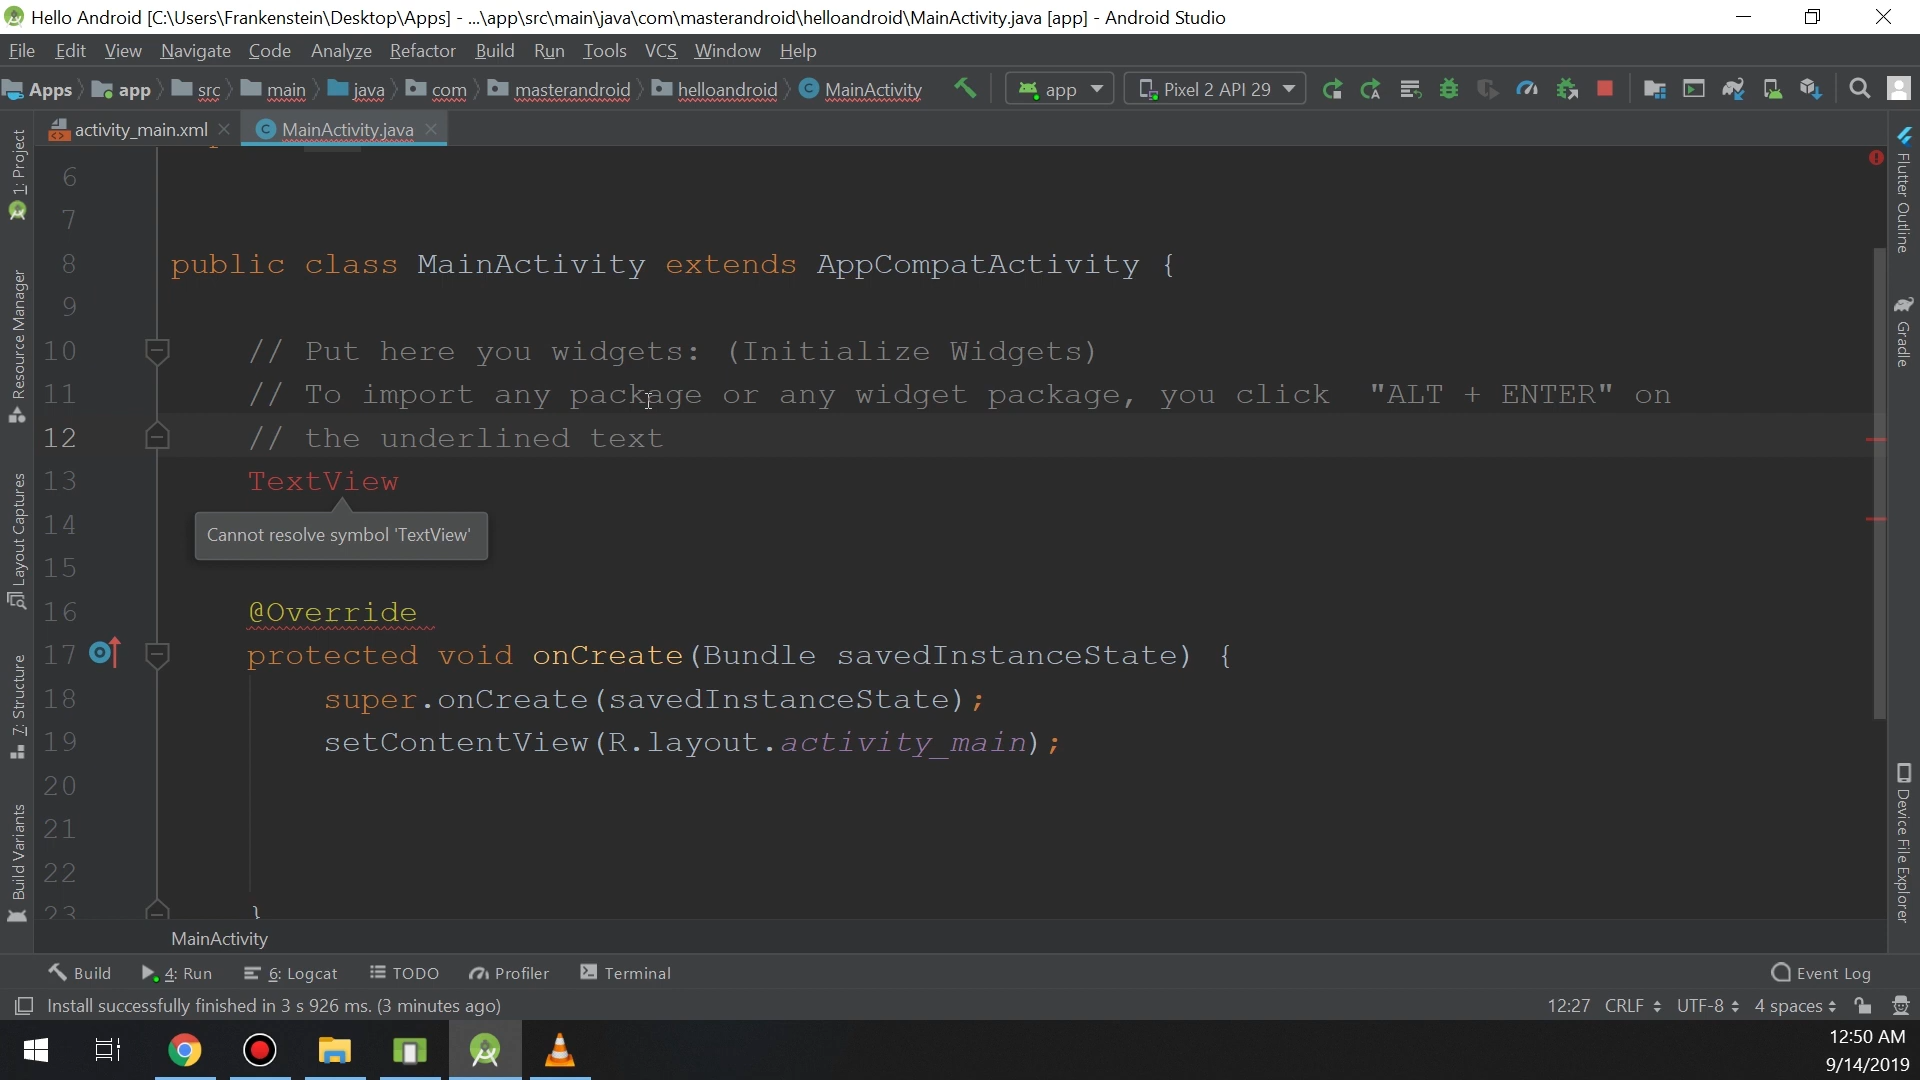 Hello Android [C:\Users\Frankenstein\Desktop\Apps] - ...\app\src\main\java\com\masterandroid\helloandroid\MainActivity.java [app] - Android Studio
File Edit View Navigate Code Analyze Refactor Build Run Tools VCS Window Help
Apps app src main java com masterandroid helloandroid MainActivity app Pixel 2 API 29
activity_main.xml MainActivity.java
1: Project
Resource Manager
Layout Captures
7: Structure
Build Variants
6
7
8 public class MainActivity extends AppCompatActivity {
9
10 // Put here you widgets: (Initialize Widgets)
11 // To import any package or any widget package, you click "ALT + ENTER" on
12 // the underlined text
13 TextView
14
Cannot resolve symbol 'TextView'
15
16 @Override
17 protected void onCreate(Bundle savedInstanceState) {
18 super.onCreate(savedInstanceState);
19 setContentView(R.layout.activity_main);
20
21
22
23 }
Flutter Outline
Gradle
Device File Explorer
MainActivity
Build 4: Run 6: Logcat TODO Profiler Terminal Event Log
Install successfully finished in 3 s 926 ms. (3 minutes ago) 12:27 CRLF UTF-8 4 spaces
12:50 AM
9/14/2019